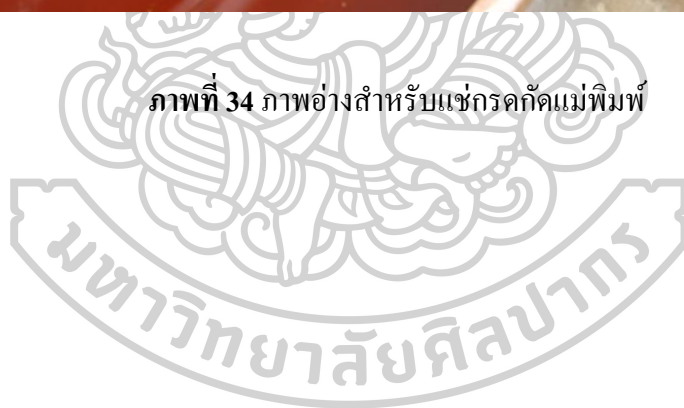 ภาพที่ 34 ภาพอ่างสำหรับแช่กรดกัดแม่พิมพ์
มหาวิทยาลัยศิลปากร